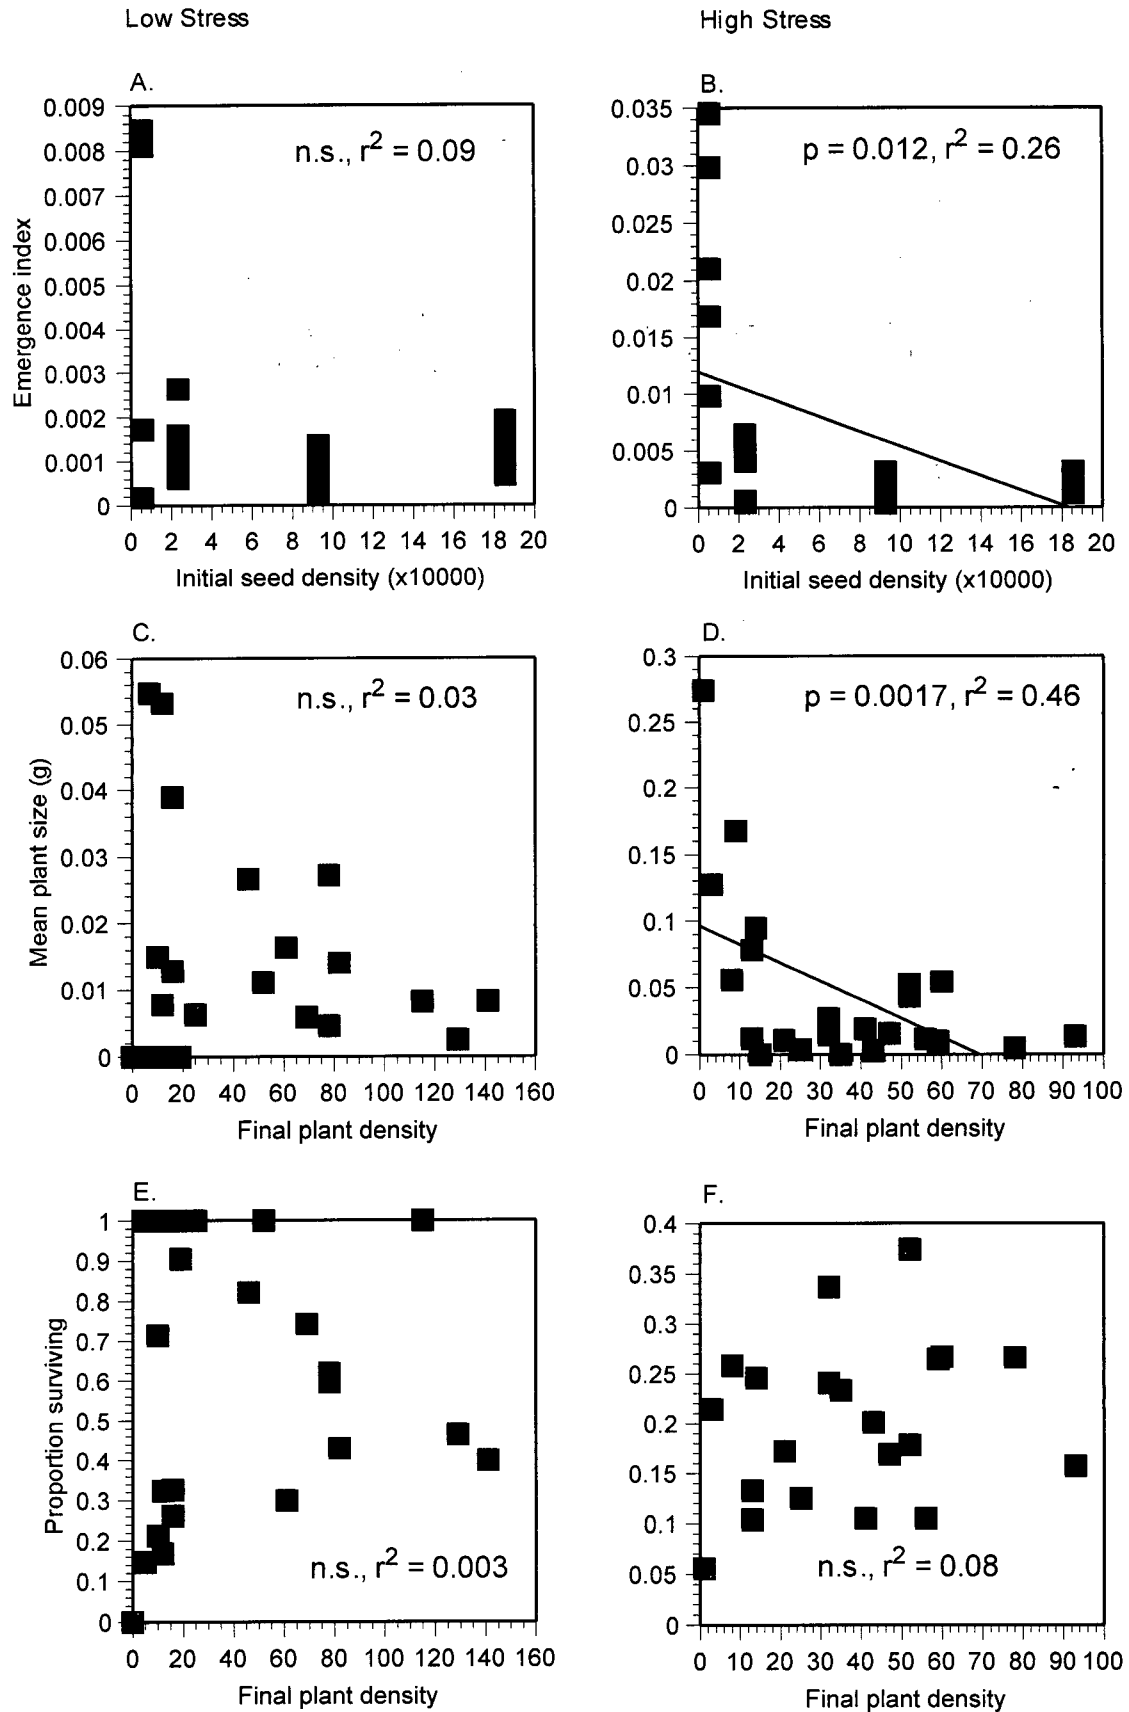 Low Stress
High Stress
A.
0.009
0.008
0.007
0.006
0.005
0.004
0.003
0.002
0.001
0
Emergence index
n.s., r² = 0.09
0 2 4 6 8 10 12 14 16 18 20
Initial seed density (x10000)
B.
0.035
0.03
0.025
0.02
0.015
0.01
0.005
0
p = 0.012, r² = 0.26
0 2 4 6 8 10 12 14 16 18 20
Initial seed density (x10000)
C.
0.06
0.05
0.04
0.03
0.02
0.01
0
Mean plant size (g)
n.s., r² = 0.03
0 20 40 60 80 100 120 140 160
Final plant density
D.
0.3
0.25
0.2
0.15
0.1
0.05
0
p = 0.0017, r² = 0.46
0 10 20 30 40 50 60 70 80 90 100
Final plant density
E.
1
0.9
0.8
0.7
0.6
0.5
0.4
0.3
0.2
0.1
0
Proportion surviving
n.s., r² = 0.003
0 20 40 60 80 100 120 140 160
Final plant density
F.
0.4
0.35
0.3
0.25
0.2
0.15
0.1
0.05
0
n.s., r² = 0.08
0 10 20 30 40 50 60 70 80 90 100
Final plant density